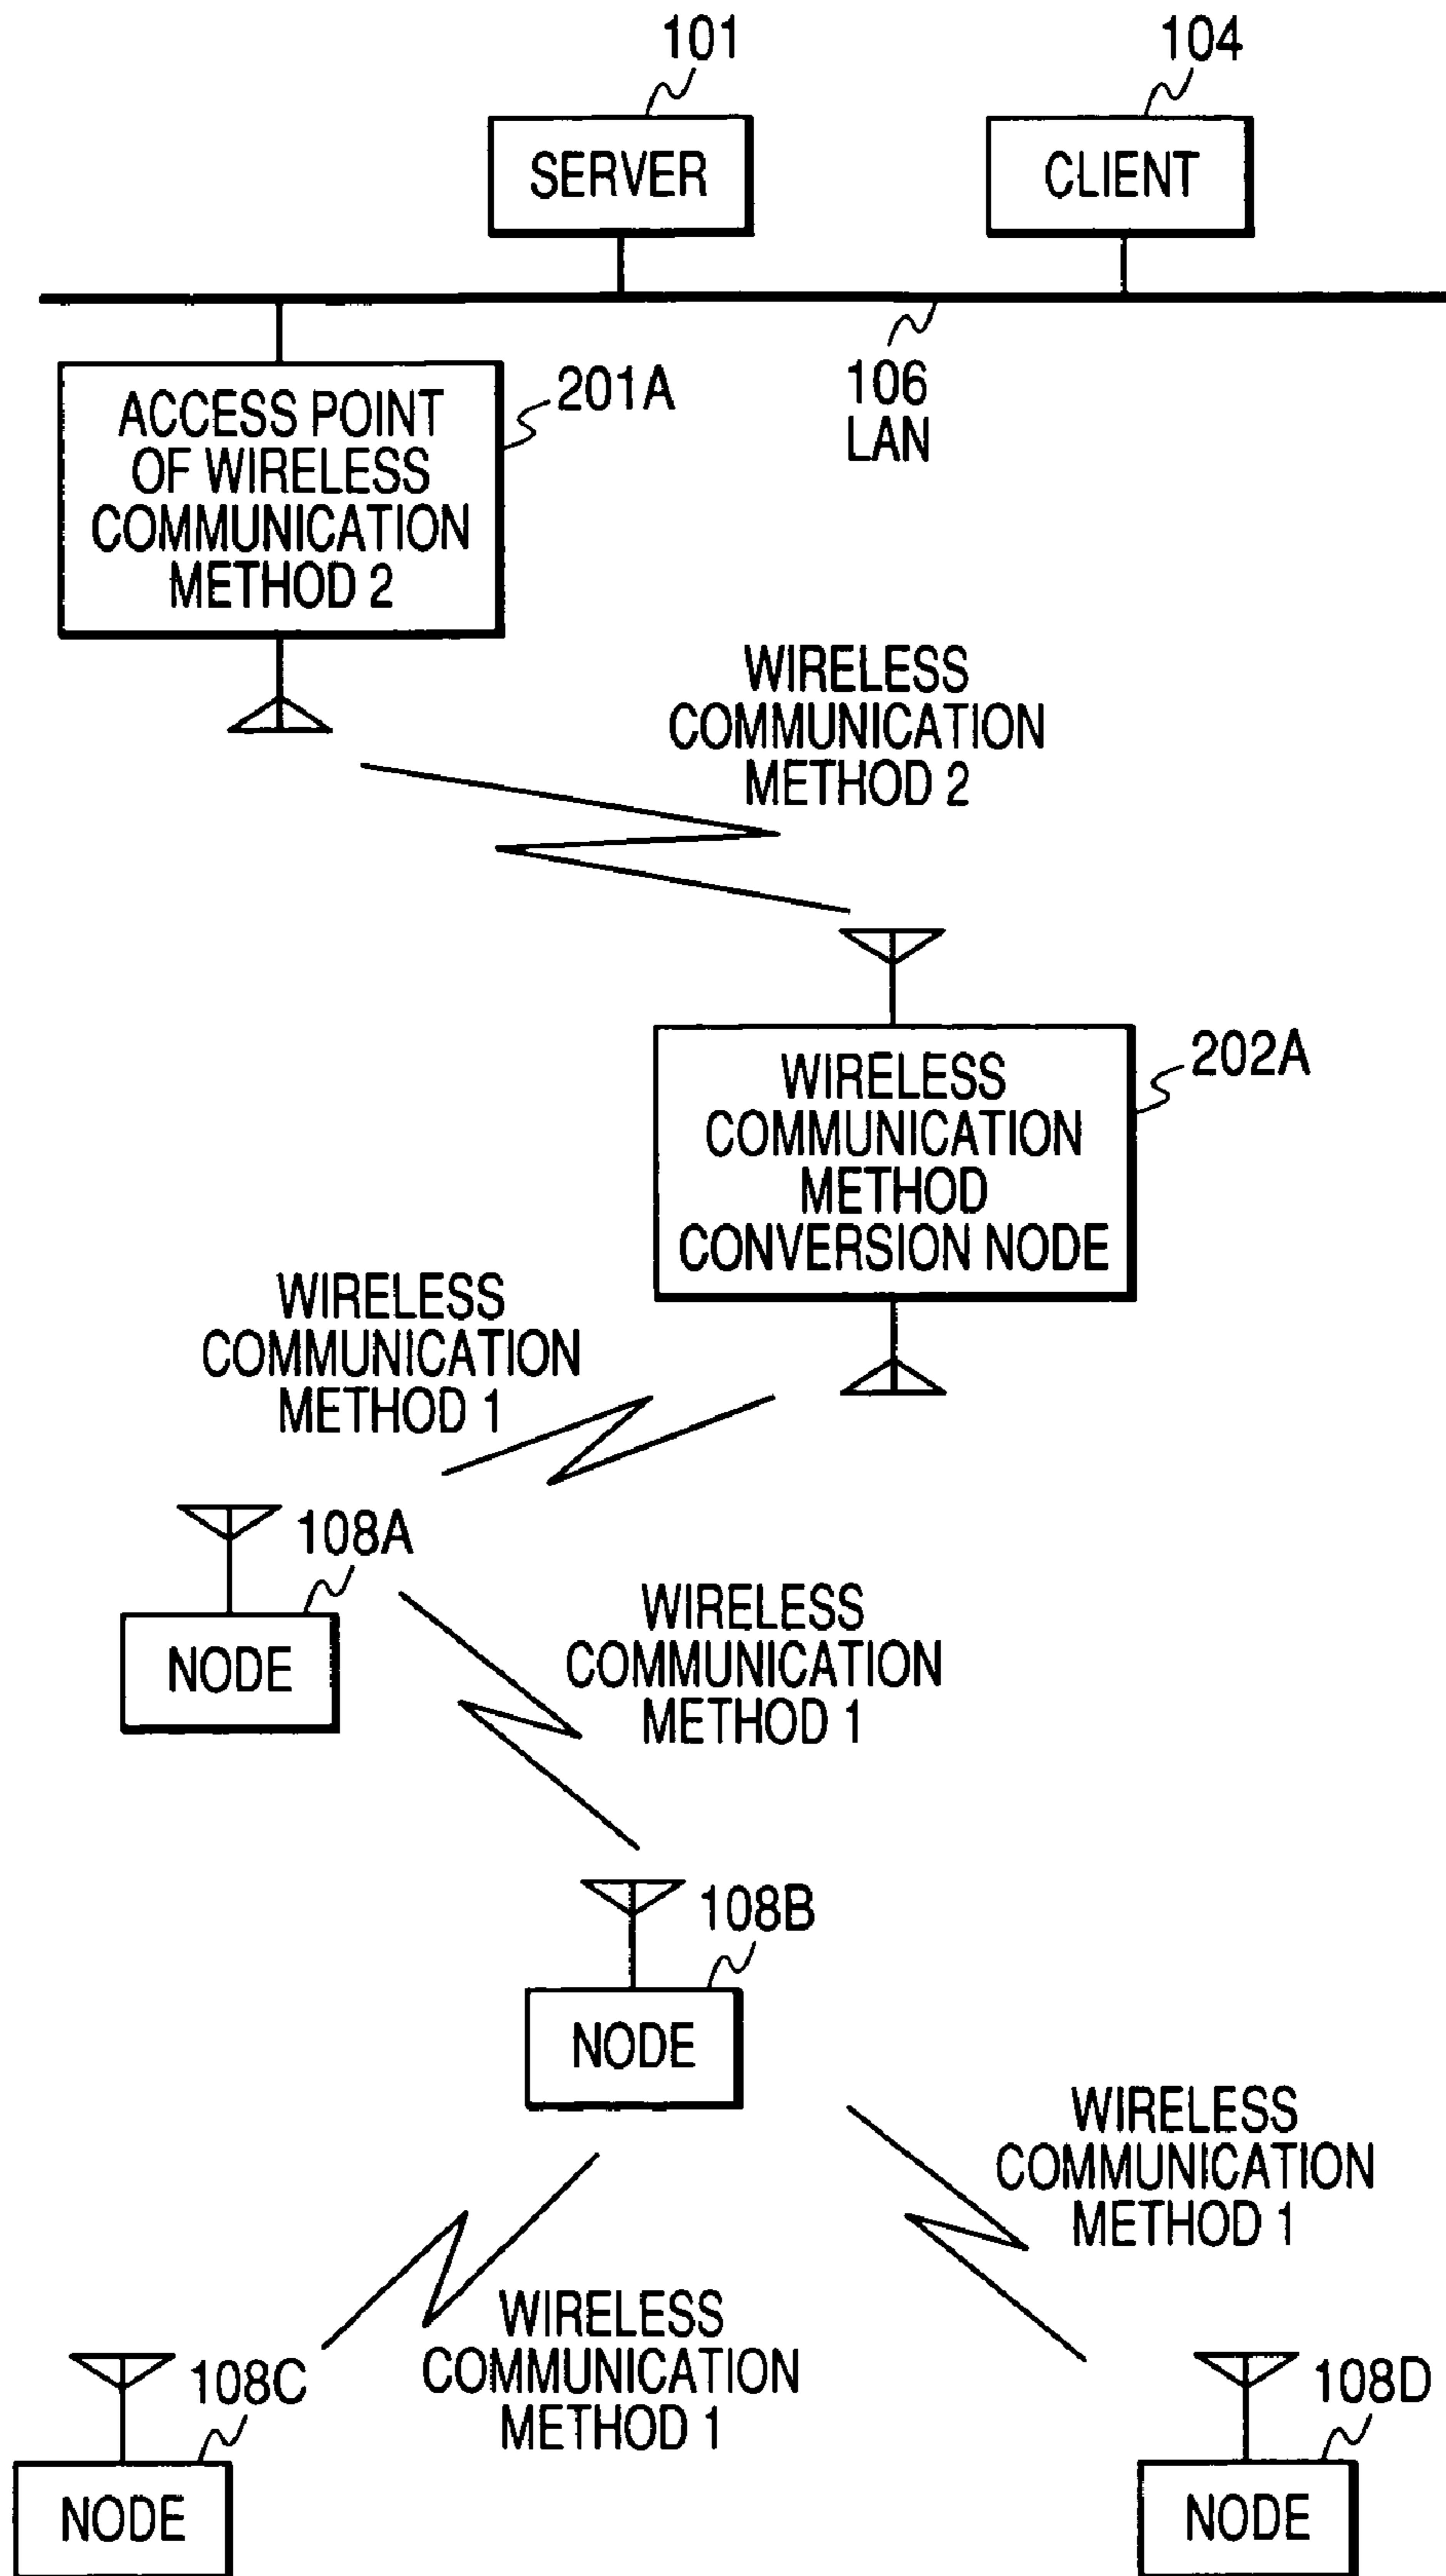 101
104
SERVER
CLIENT
106
LAN
201A
ACCESS POINT
OF WIRELESS
COMMUNICATION
METHOD 2
WIRELESS
COMMUNICATION
METHOD 2
202A
WIRELESS
COMMUNICATION
METHOD
CONVERSION NODE
WIRELESS
COMMUNICATION
METHOD 1
108A
NODE
WIRELESS
COMMUNICATION
METHOD 1
108B
NODE
WIRELESS
COMMUNICATION
METHOD 1
WIRELESS
COMMUNICATION
METHOD 1
108C
NODE
108D
NODE